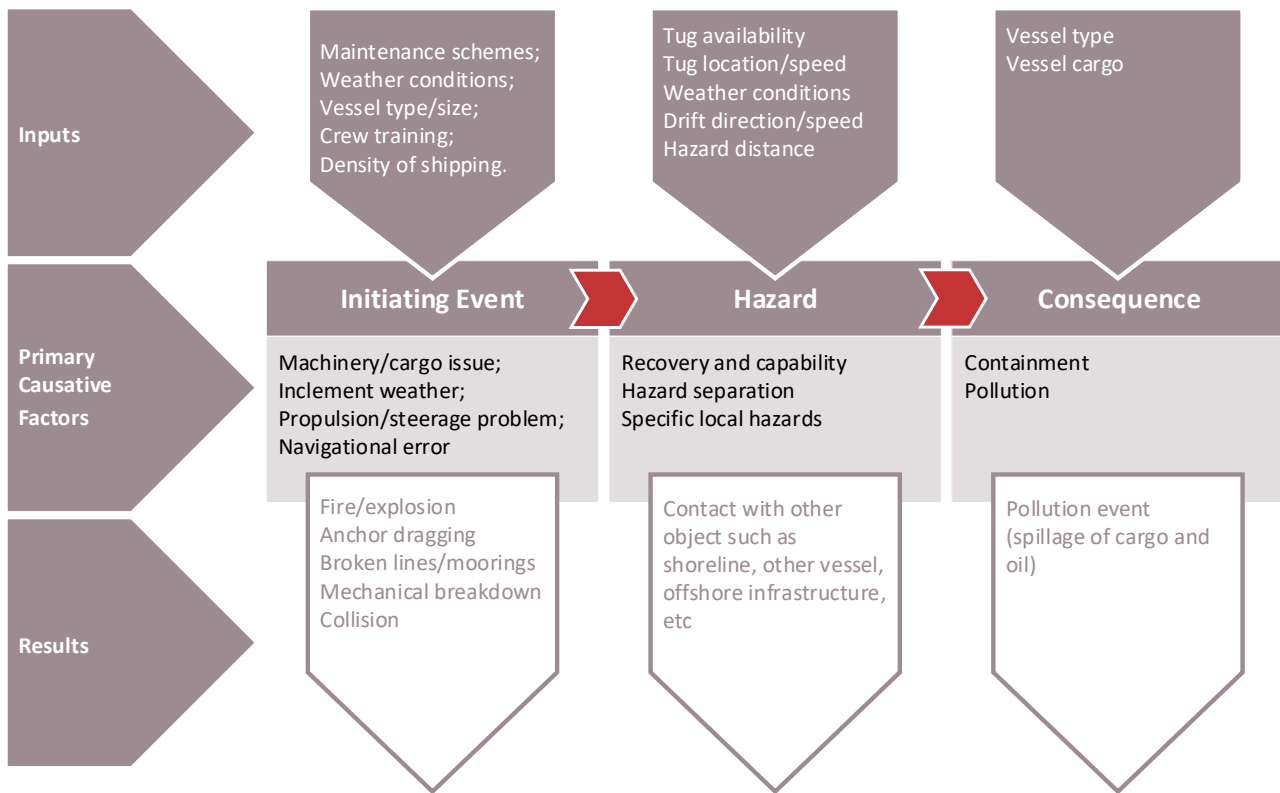 Inputs
Maintenance schemes;
Weather conditions;
Vessel type/size;
Crew training;
Density of shipping.
Tug availability
Tug location/speed
Weather conditions
Drift direction/speed
Hazard distance
Vessel type
Vessel cargo
Primary
Causative
Factors
Initiating Event
Hazard
Consequence
Machinery/cargo issue;
Inclement weather;
Propulsion/steerage problem;
Navigational error
Recovery and capability
Hazard separation
Specific local hazards
Containment
Pollution
Results
Fire/explosion
Anchor dragging
Broken lines/moorings
Mechanical breakdown
Collision
Contact with other
object such as
shoreline, other vessel,
offshore infrastructure,
etc
Pollution event
(spillage of cargo and
oil)